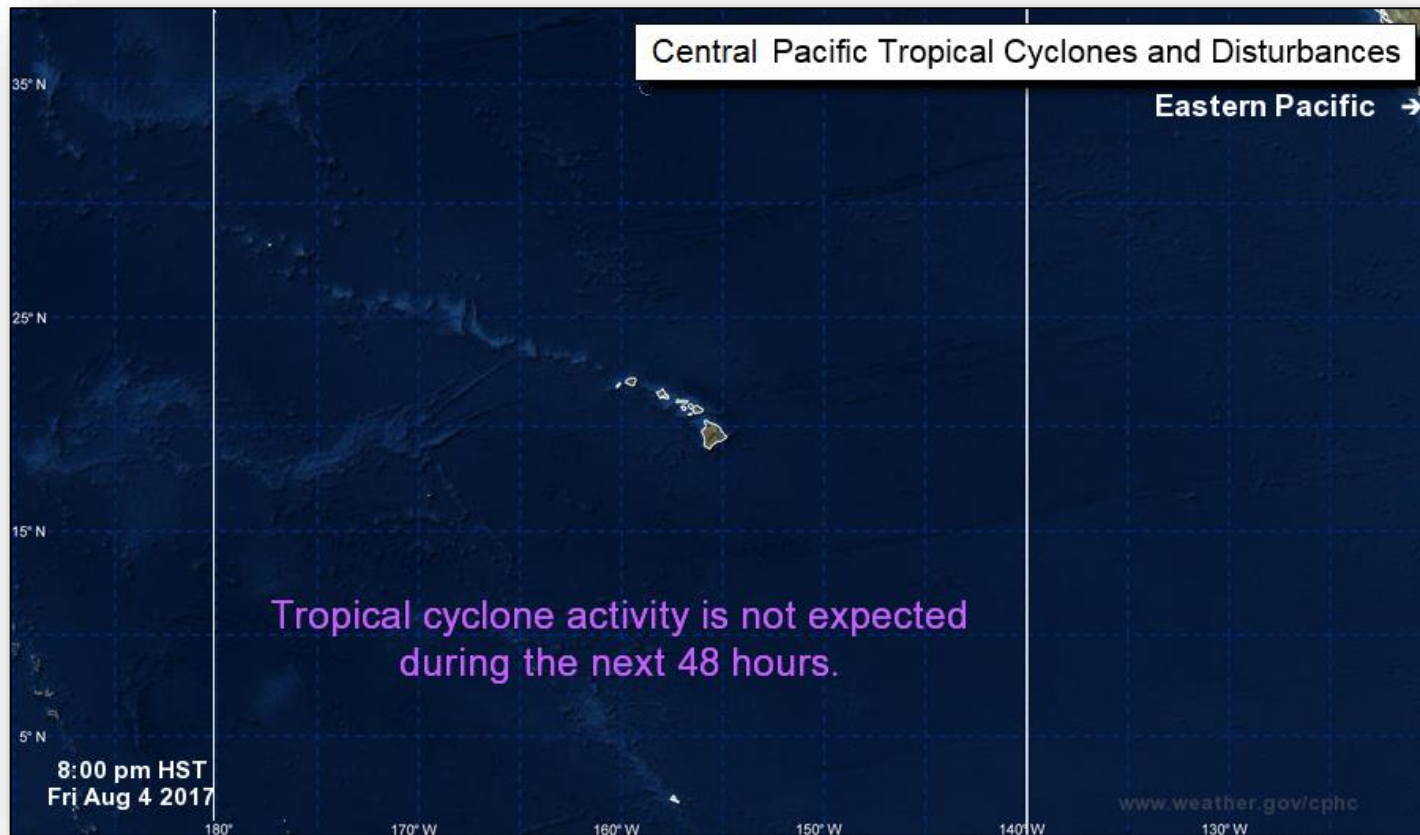 Central Pacific Tropical Cyclones and Disturbances
35° N
Eastern Pacific →
25° N
15° N
Tropical cyclone activity is not expected
during the next 48 hours.
5° N
8:00 pm HST
Fri Aug 4 2017
www.weather.gov/cphc
180°
170° W
160° W
150° W
140° W
130° W